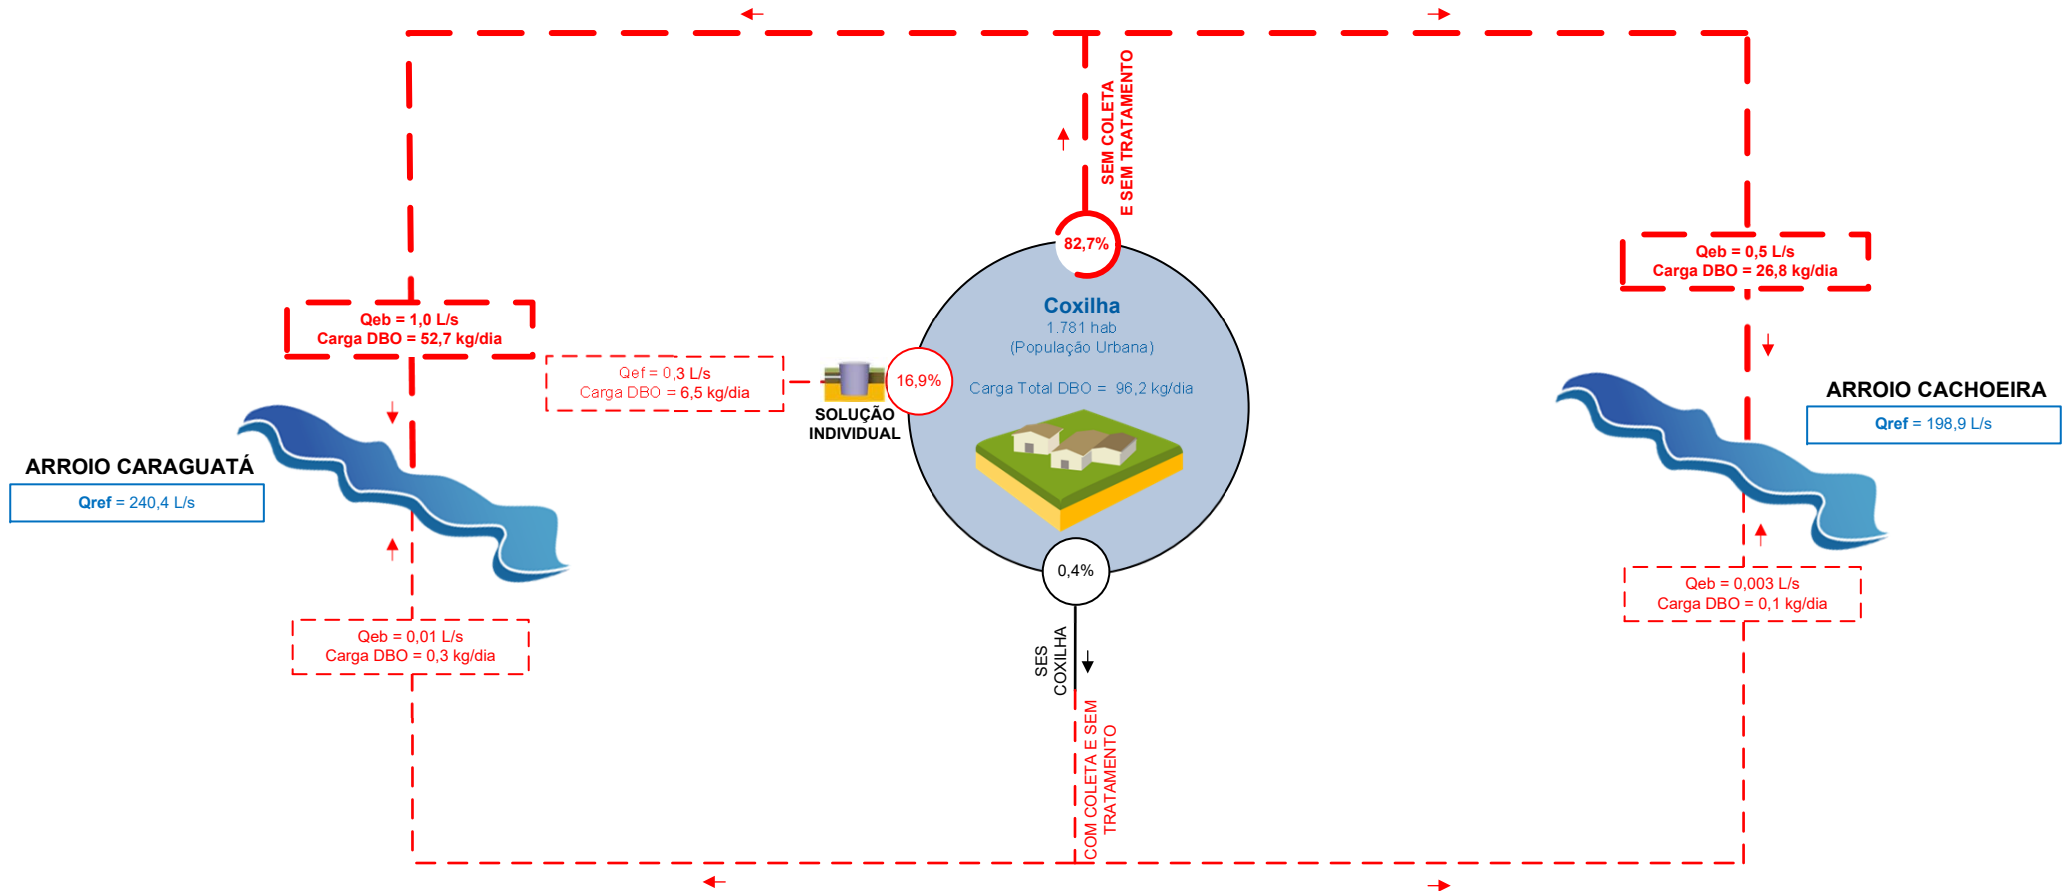 SEM COLETA
E SEM TRATAMENTO
82,7%
Qeb = 0,5 L/s
Carga DBO = 26,8 kg/dia
Qeb = 1,0 L/s
Carga DBO = 52,7 kg/dia
Coxilha
1.781 hab
(População Urbana)
Carga Total DBO = 96,2 kg/dia
Qef = 0,3 L/s
Carga DBO = 6,5 kg/dia
16,9%
SOLUÇÃO
INDIVIDUAL
ARROIO CACHOEIRA
Qref = 198,9 L/s
ARROIO CARAGUATÁ
Qref = 240,4 L/s
0,4%
Qeb = 0,003 L/s
Carga DBO = 0,1 kg/dia
Qeb = 0,01 L/s
Carga DBO = 0,3 kg/dia
SES
COXILHA
COM COLETA E SEM
TRATAMENTO